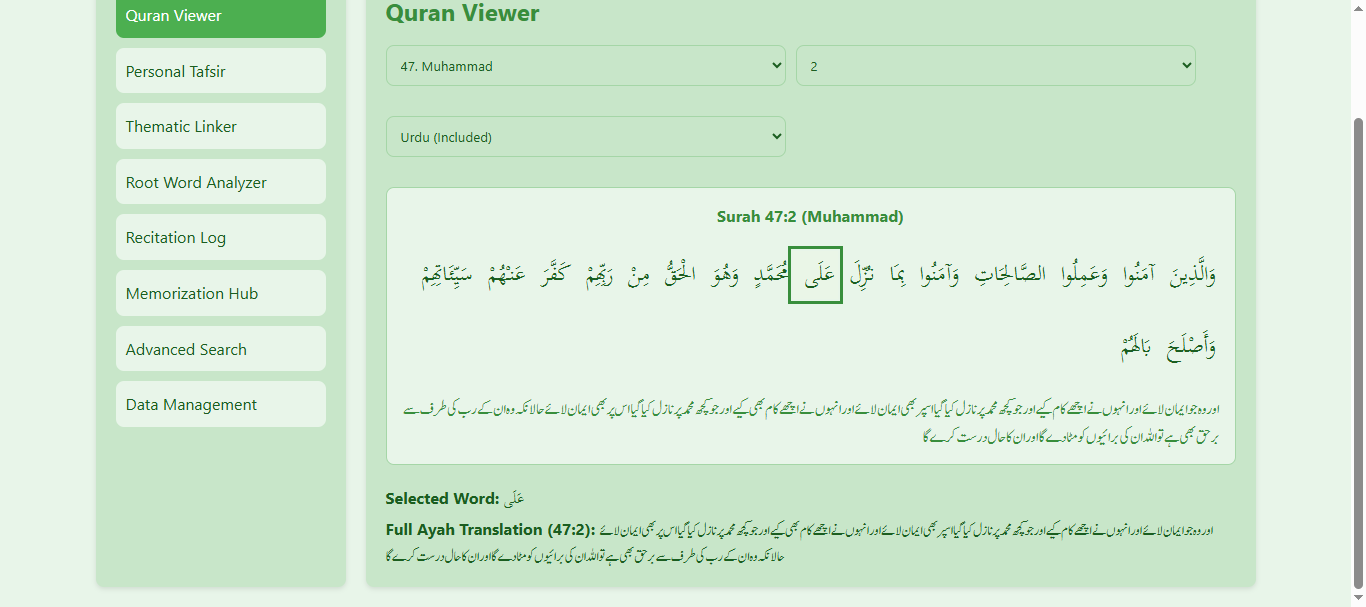 Quran Viewer
Personal Tafsir
Thematic Linker
Root Word Analyzer
Recitation Log
Memorization Hub
Advanced Search
Data Management
Quran Viewer
47. Muhammad
2
Urdu (Included)
Surah 47:2 (Muhammad)
وَالَّذِينَ آمَنُوا وَعَمِلُوا الصَّالِحَاتِ وَآمَنُوا بِمَا نُزِّلَ عَلَى مُحَمَّدٍ وَهُوَ الْحَقُّ مِنْ رَبِّهِمْ كَفَّرَ عَنْهُمْ سَيِّئَاتِهِمْ
وَأَصْلَحَ بَالَهُمْ
اور وہ جو ایمان لائے اور انہوں نے اچھے کام کیے اور جو کچھ محمد پر نازل کیا گیا اسپر بھی ایمان لائے اور انہوں نے اچھے کام بھی کیے اور جو کچھ محمد پر نازل کیا گیا اس پر بھی ایمان لائے حالانکہ وہ ان کے رب کی طرف سے
برحق بھی ہے تو الله ان کی برائیوں کو مٹا دے گا اور ان کا حال درست کرے گا
Selected Word: عَلَى
Full Ayah Translation (47:2): اور وہ جو ایمان لائے اور انہوں نے اچھے کام کیے اور جو کچھ محمد پر نازل کیا گیا اسپر بھی ایمان لائے اور انہوں نے اچھے کام بھی کیے اور جو کچھ محمد پر نازل کیا گیا اس پر بھی ایمان لائے
حالانکہ وہ ان کے رب کی طرف سے برحق بھی ہے تو الله ان کی برائیوں کو مٹا دے گا اور ان کا حال درست کرے گا